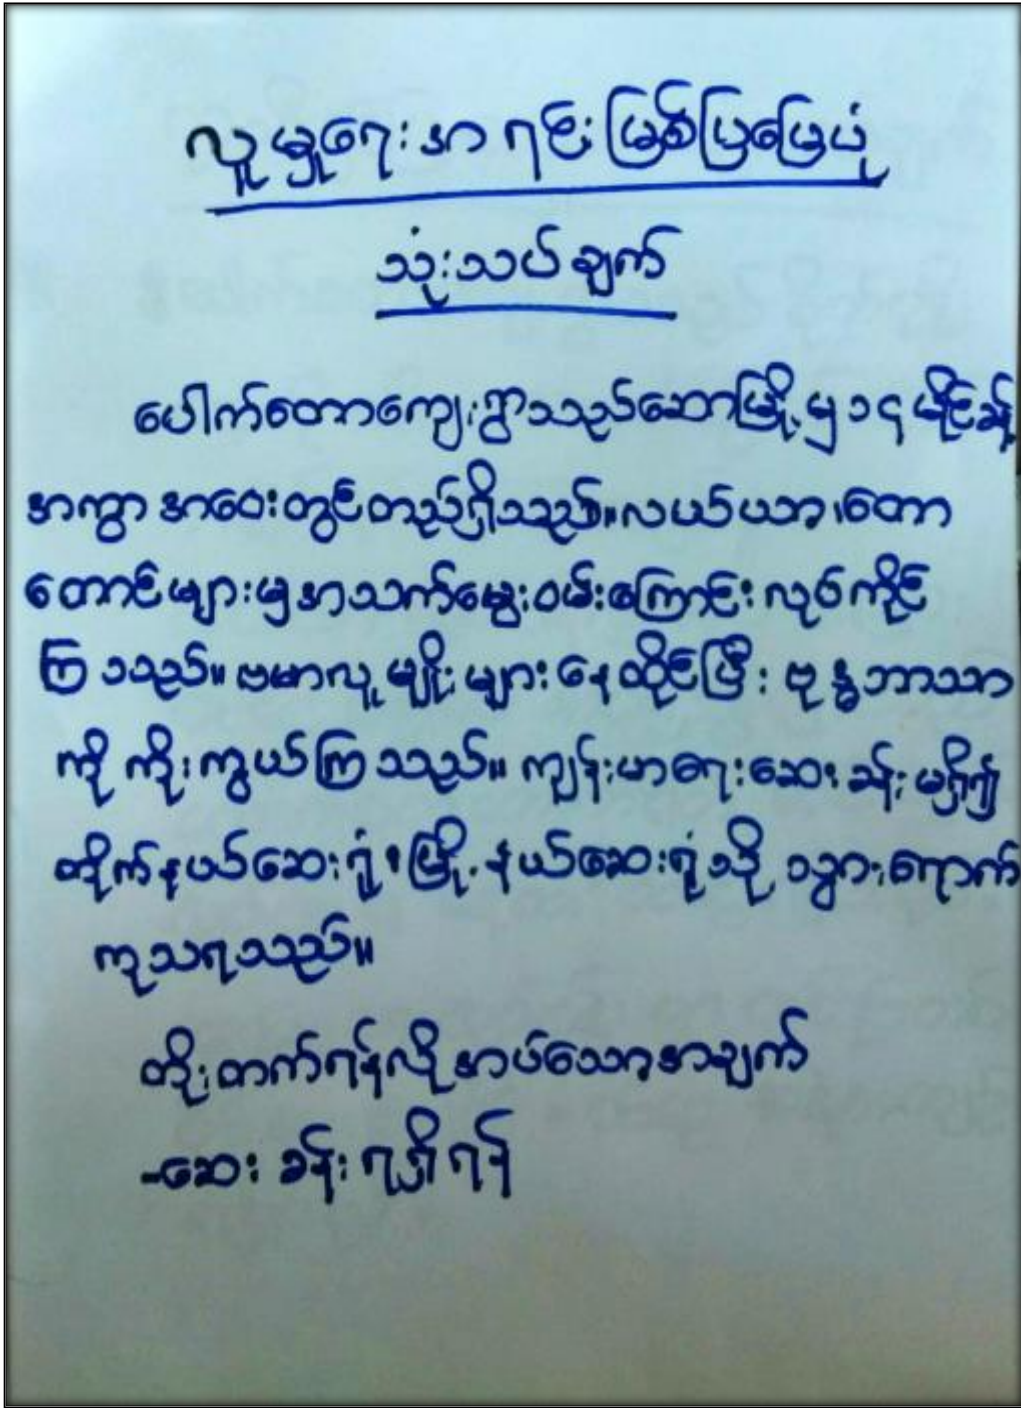 လူမှုရေးအရင်းမြစ်ပြမြေပုံ
သုံးသပ်ချက်
ပေါက်တောကျေးရွာသည်ဆောမြို့မှ၁၄မိုင်ခန့်
အကွာအဝေးတွင်တည်ရှိသည်။လယ်ယာ၊တော
တောင်များမှအသက်မွေးဝမ်းကြောင်းလုပ်ကိုင်
ကြသည်။ဗမာလူမျိုးများနေထိုင်ပြီးဗုဒ္ဓဘာသာ
ကိုကိုးကွယ်ကြသည်။ကျန်းမာရေးဆေးခန်းမရှိ၍
တိုက်နယ်ဆေးရုံ၊မြို့နယ်ဆေးရုံသို့သွားရောက်
ကုသရသည်။
တိုးတက်ရန်လိုအပ်သောအချက်
-ဆေးခန်းရရှိရန်